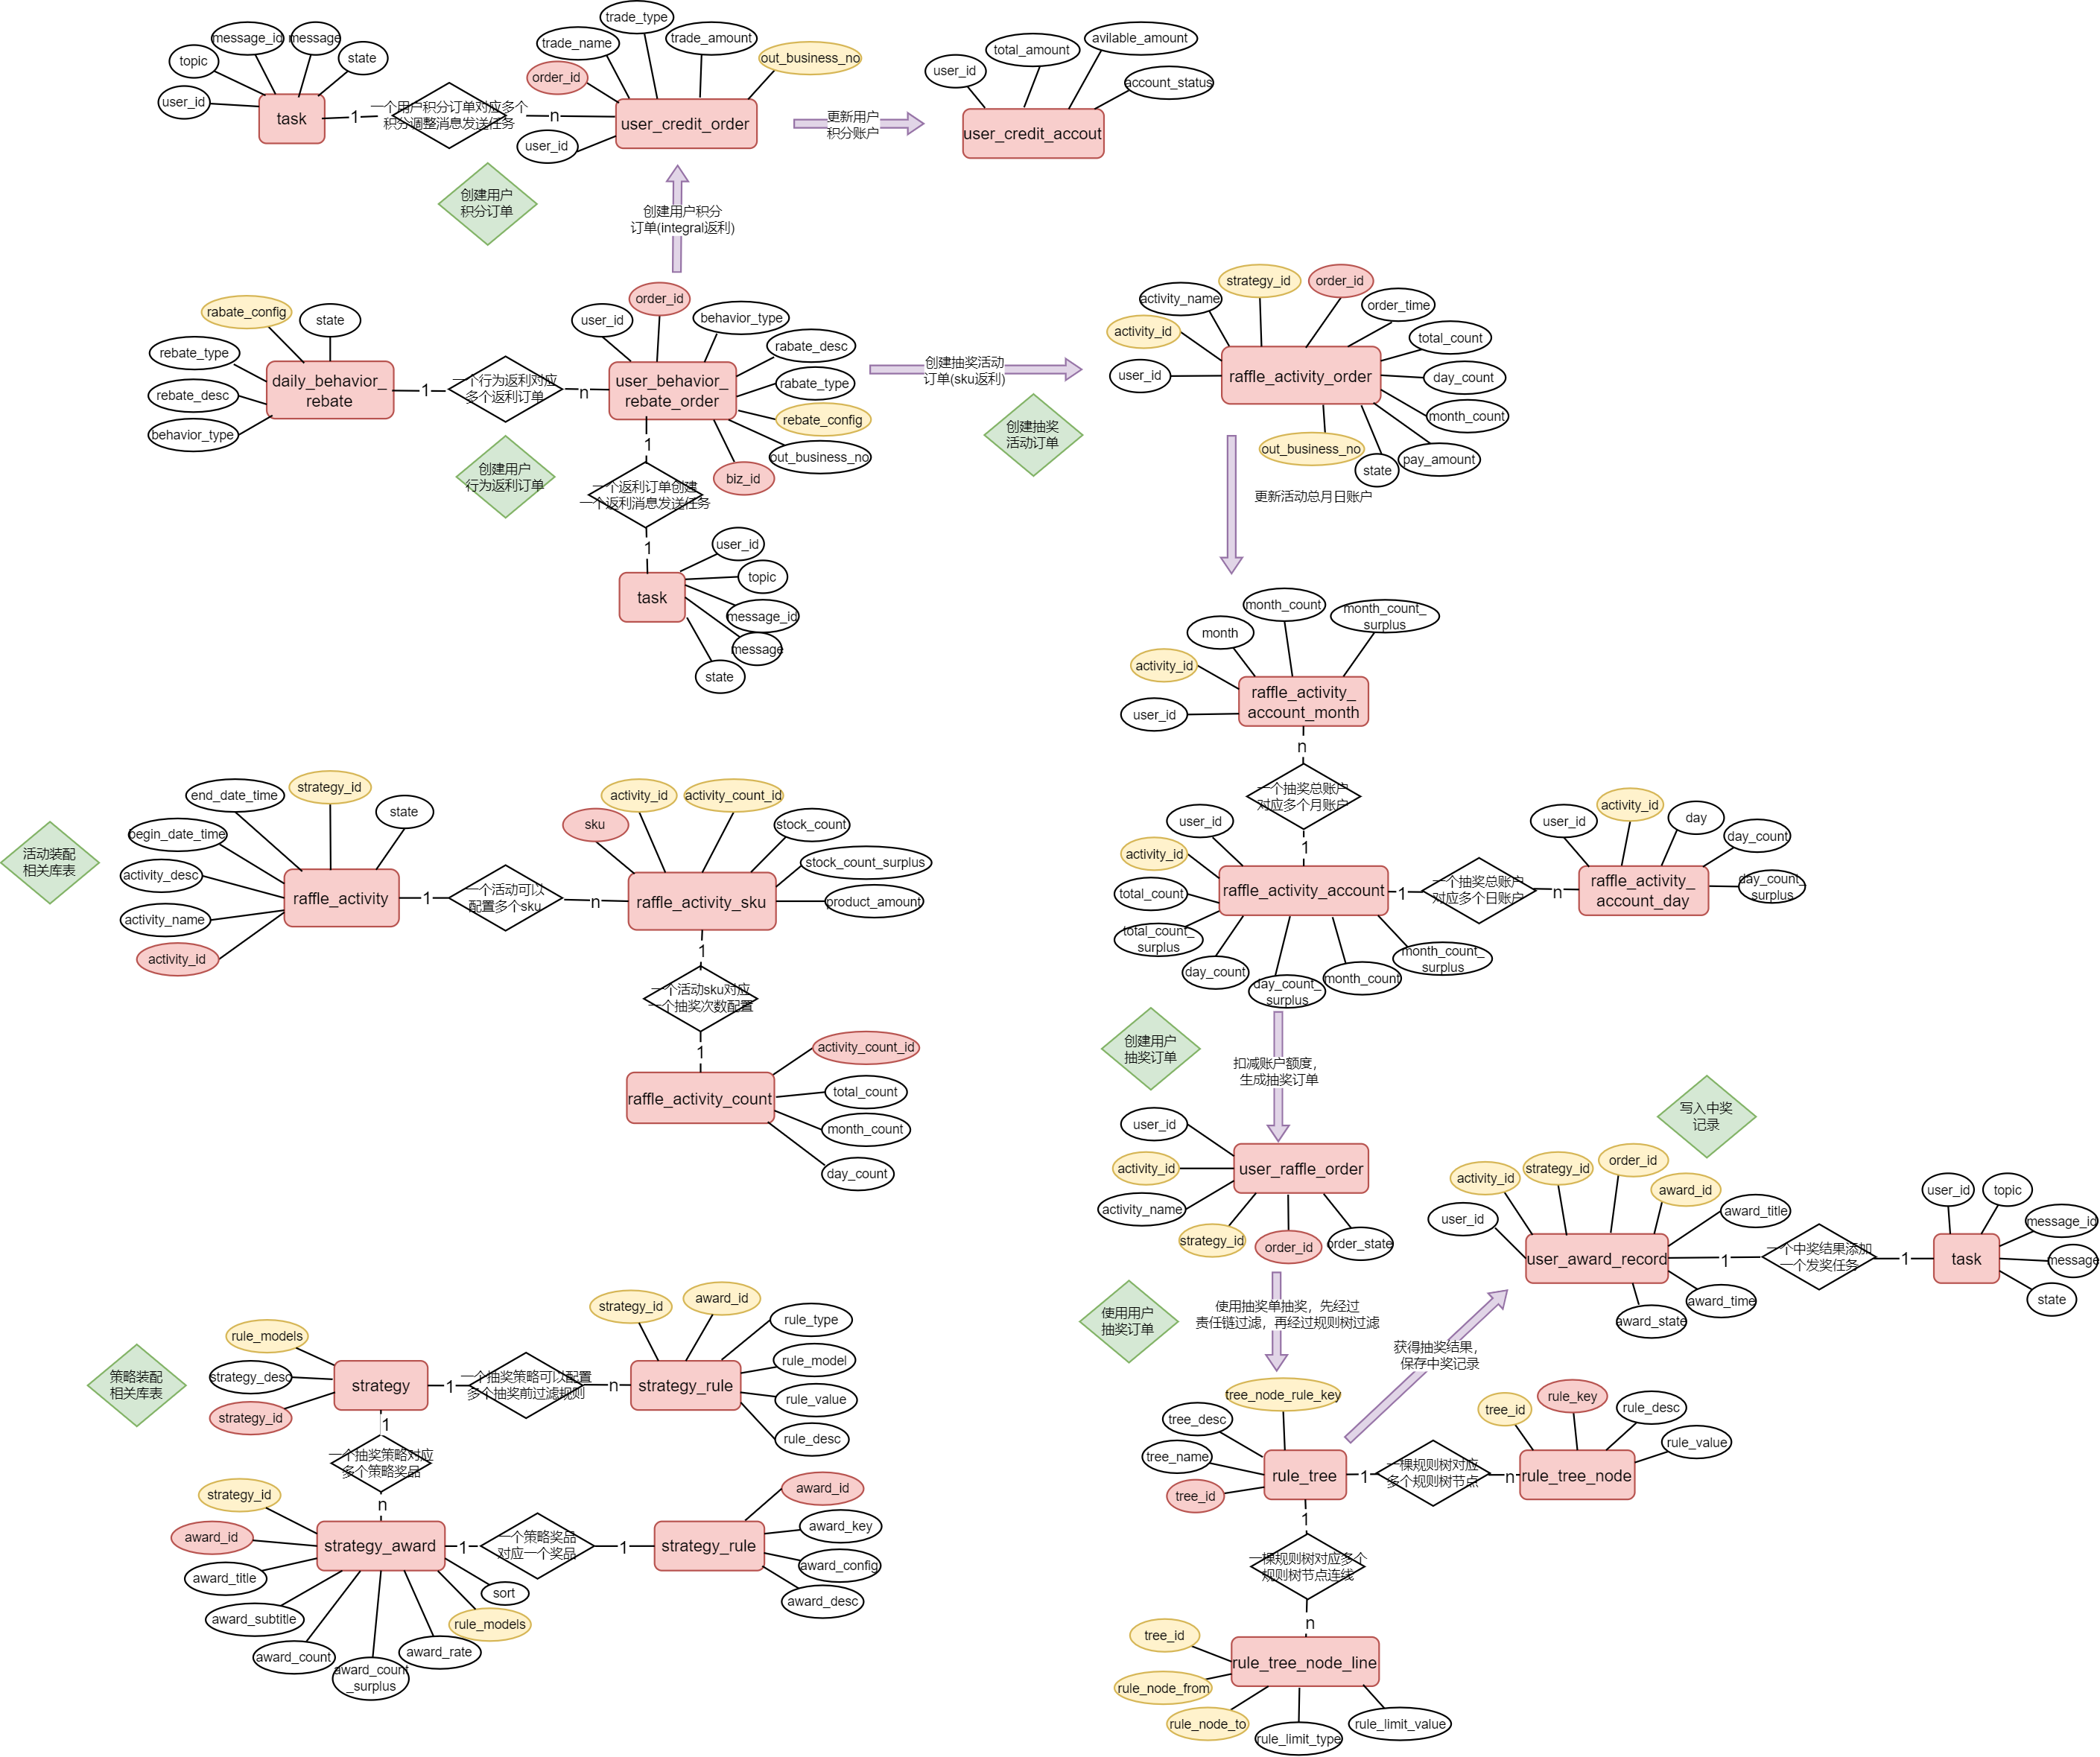 message_id
message
topic
state
user_id
task
1
一个用户积分订单对应多个
积分调整消息发送任务
n
trade_type
trade_name
trade_amount
order_id
out_business_no
user_credit_order
user_id
更新用户
积分账户
avilable_amount
total_amount
user_id
account_status
user_credit_accout
创建用户
积分订单
创建用户积分
订单(integral返利)
rabate_config
state
rebate_type
rebate_desc
behavior_type
daily_behavior_
rebate
1
一个行为返利对应
多个返利订单
n
order_id
user_id
behavior_type
rabate_desc
rabate_type
rebate_config
out_business_no
biz_id
user_behavior_
rebate_order
创建用户
行为返利订单
1
一个返利订单创建
一个返利消息发送任务
1
user_id
topic
message_id
message
state
task
创建抽奖活动
订单(sku返利)
创建抽奖
活动订单
strategy_id
order_id
activity_name
order_time
activity_id
total_count
user_id
day_count
month_count
raffle_activity_order
out_business_no
pay_amount
state
更新活动总月日账户
month_count
month_count_
surplus
month
activity_id
user_id
raffle_activity_
account_month
n
一个抽奖总账户
对应多个月账户
1
user_id
activity_id
total_count
total_count_
surplus
day_count
day_count_
surplus
month_count
month_count_
surplus
raffle_activity_account
1
一个抽奖总账户
对应多个日账户
n
user_id
activity_id
day
day_count
day_count_
surplus
raffle_activity_
account_day
活动装配
相关库表
end_date_time
strategy_id
state
begin_date_time
activity_desc
activity_name
activity_id
raffle_activity
1
一个活动可以
配置多个sku
n
activity_id
activity_count_id
sku
stock_count
stock_count_surplus
product_amount
raffle_activity_sku
1
一个活动sku对应
一个抽奖次数配置
1
activity_count_id
total_count
month_count
day_count
raffle_activity_count
创建用户
抽奖订单
扣减账户额度，
生成抽奖订单
user_id
activity_id
activity_name
strategy_id
order_id
order_state
user_raffle_order
写入中奖
记录
order_id
strategy_id
activity_id
award_id
user_id
award_title
user_award_record
award_time
award_state
1
一个中奖结果添加
一个发奖任务
1
user_id
topic
message_id
message
state
task
使用用户
抽奖订单
使用抽奖单抽奖，先经过
责任链过滤，再经过规则树过滤
获得抽奖结果，
保存中奖记录
策略装配
相关库表
rule_models
strategy_desc
strategy_id
strategy
1
一个抽奖策略可以配置
多个抽奖前过滤规则
n
strategy_id
award_id
rule_type
rule_model
rule_value
rule_desc
strategy_rule
1
一个抽奖策略对应
多个策略奖品
n
strategy_id
award_id
award_title
award_subtitle
award_count
award_count
_surplus
award_rate
rule_models
sort
strategy_award
1
一个策略奖品
对应一个奖品
1
award_id
award_key
award_config
award_desc
strategy_rule
tree_node_rule_key
tree_desc
tree_name
tree_id
rule_tree
1
一棵规则树对应
多个规则树节点
n
tree_id
rule_key
rule_desc
rule_value
rule_tree_node
1
一棵规则树对应多个
规则树节点连线
n
tree_id
rule_node_from
rule_node_to
rule_limit_type
rule_limit_value
rule_tree_node_line